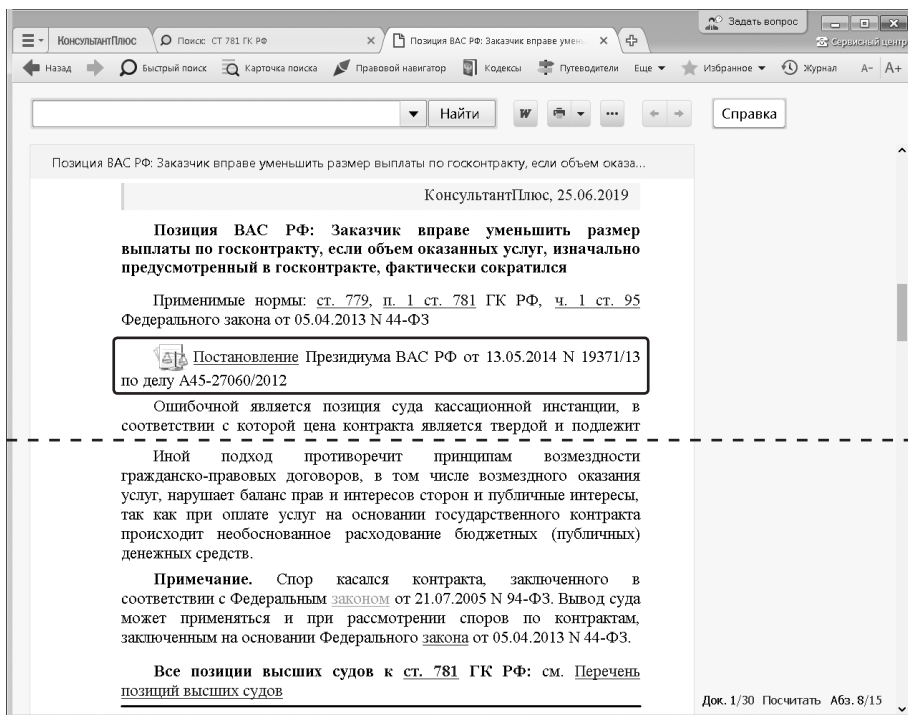 Задать вопрос
КонсультантПлюс Поиск: СТ 781 ГК РФ Позиция ВАС РФ: Заказчик вправе умен
Сервисный центр
Назад Быстрый поиск Карточка поиска Правовой навигатор Кодексы Путеводители Еще Избранное Журнал A- A+
Найти W ... Справка
Позиция ВАС РФ: Заказчик вправе уменьшить размер выплаты по госконтракту, если объем оказа...
КонсультантПлюс, 25.06.2019
Позиция ВАС РФ: Заказчик вправе уменьшить размер
выплаты по госконтракту, если объем оказанных услуг, изначально
предусмотренный в госконтракте, фактически сократился
Применимые нормы: ст. 779, п. 1 ст. 781 ГК РФ, ч. 1 ст. 95
Федерального закона от 05.04.2013 N 44-ФЗ
Постановление Президиума ВАС РФ от 13.05.2014 N 19371/13
по делу А45-27060/2012
Ошибочной является позиция суда кассационной инстанции, в
соответствии с которой цена контракта является твердой и подлежит
Иной подход противоречит принципам возмездности
гражданско-правовых договоров, в том числе возмездного оказания
услуг, нарушает баланс прав и интересов сторон и публичные интересы,
так как при оплате услуг на основании государственного контракта
происходит необоснованное расходование бюджетных (публичных)
денежных средств.
Примечание. Спор касался контракта, заключенного в
соответствии с Федеральным законом от 21.07.2005 N 94-ФЗ. Вывод суда
может применяться и при рассмотрении споров по контрактам,
заключенным на основании Федерального закона от 05.04.2013 N 44-ФЗ.
Все позиции высших судов к ст. 781 ГК РФ: см. Перечень
позиций высших судов
Док. 1/30 Посчитать Абз. 8/15